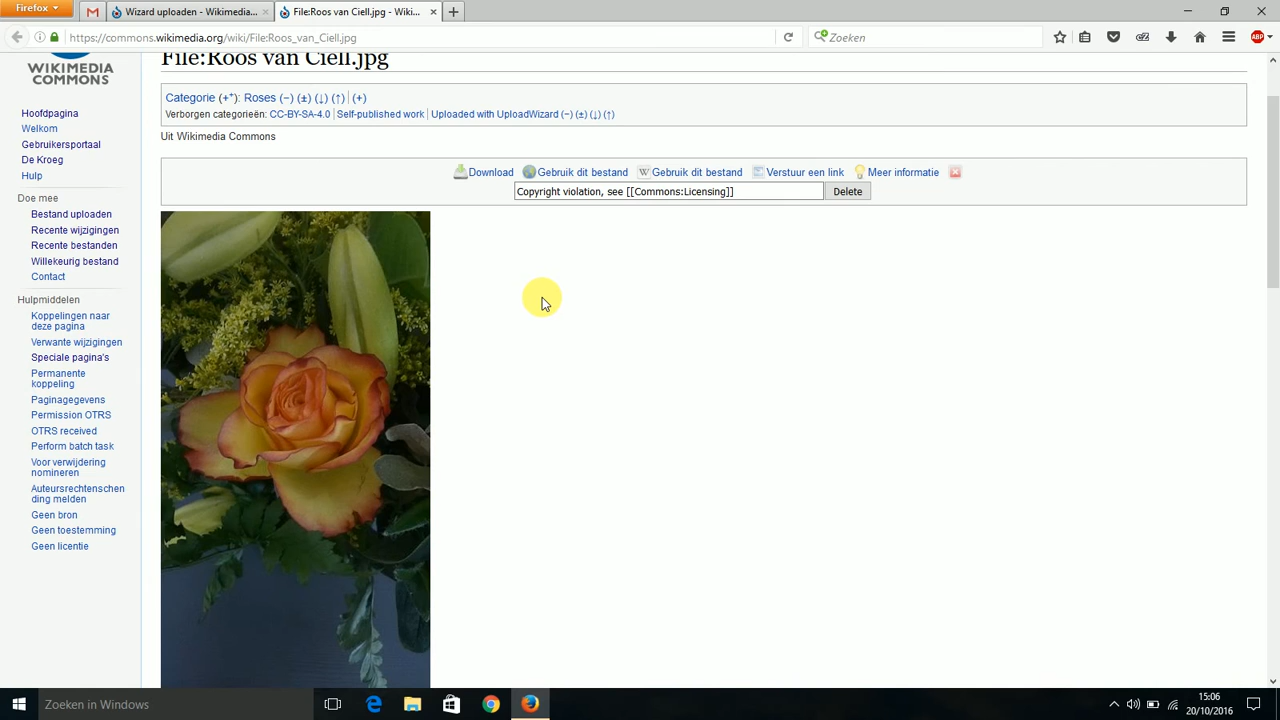 Firefox
Wizard uploaden - Wikimedia...
File:Roos van Ciell.jpg - Wiki...
https://commons.wikimedia.org/wiki/File:Roos_van_Ciell.jpg
Zoeken
ABP
WIKIMEDIA
COMMONS
Hoofdpagina
Welkom
Gebruikersportaal
De Kroeg
Hulp
Doe mee
Bestand uploaden
Recente wijzigingen
Recente bestanden
Willekeurig bestand
Contact
Hulpmiddelen
Koppelingen naar
deze pagina
Verwante wijzigingen
Speciale pagina's
Permanente
koppeling
Paginagegevens
Permission OTRS
OTRS received
Perform batch task
Voor verwijdering
nomineren
Auteursrechtenschen
ding melden
Geen bron
Geen toestemming
Geen licentie
File:Roos van Ciell.jpg
Categorie (+⁺): Roses (−) (±) (↓) (↑) | (+)
Verborgen categorieën: CC-BY-SA-4.0 | Self-published work | Uploaded with UploadWizard (−) (±) (↓) (↑)
Uit Wikimedia Commons
Download Gebruik dit bestand W Gebruik dit bestand Verstuur een link Meer informatie
Copyright violation, see [[Commons:Licensing]] Delete
Zoeken in Windows
15:06
20/10/2016